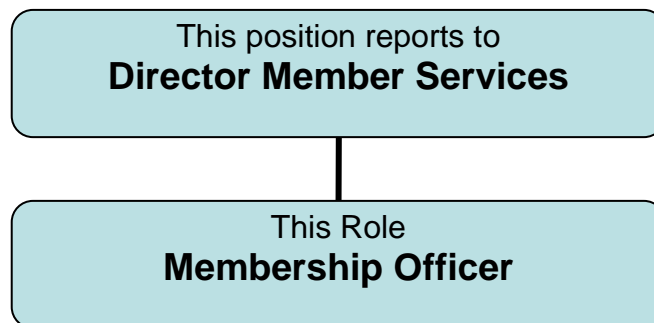 This position reports to
Director Member Services
This Role
Membership Officer